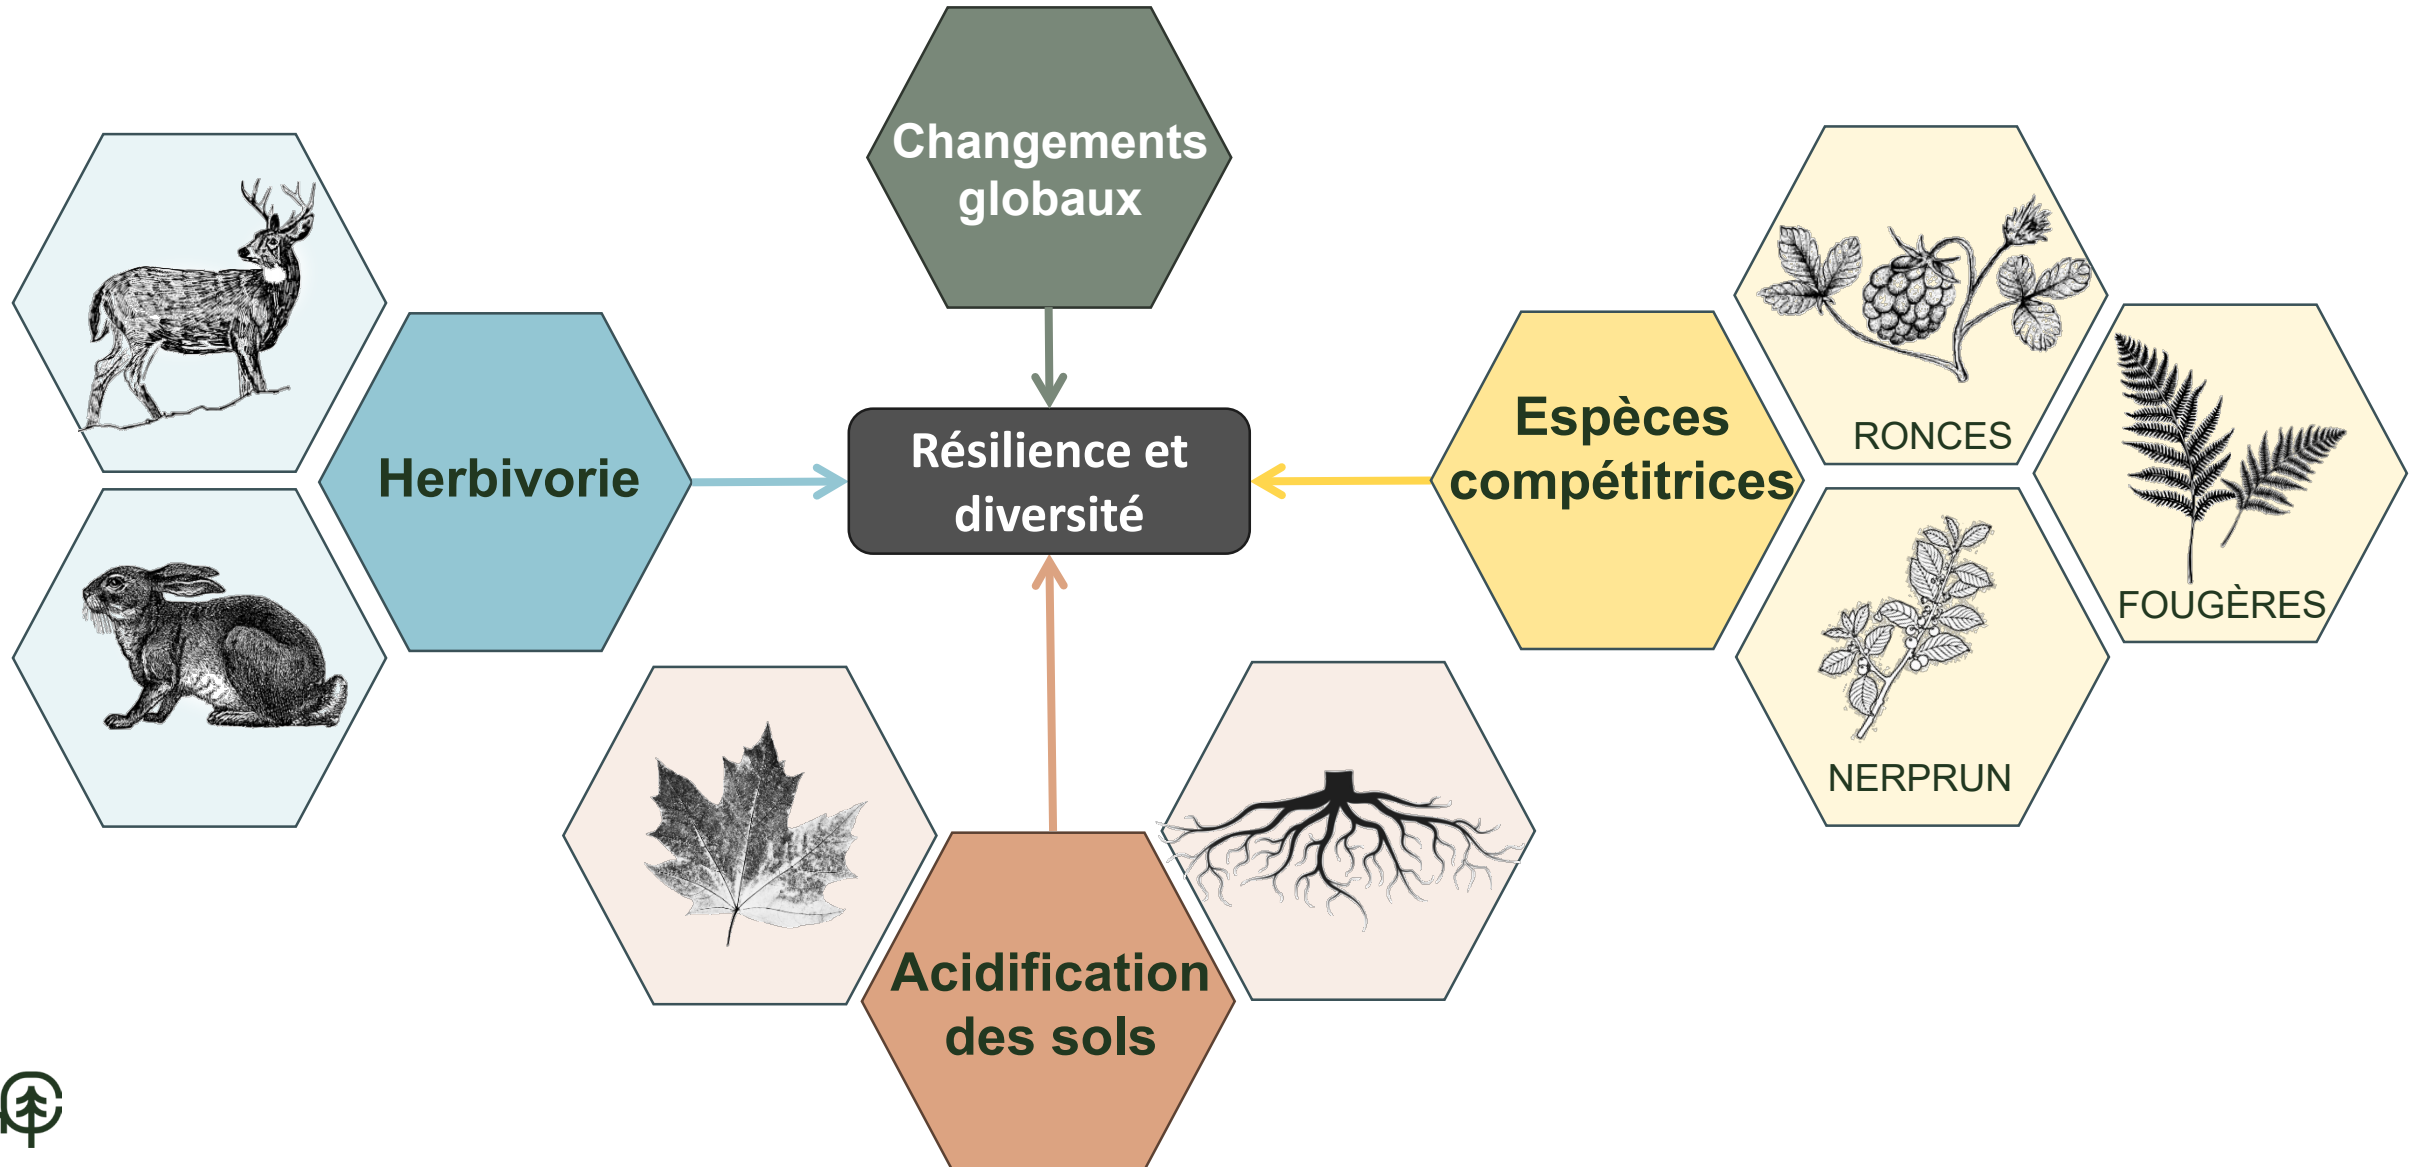 Changements
globaux
Herbivorie
Résilience et
diversité
Espèces
compétitrices
RONCES
FOUGÈRES
NERPRUN
Acidification
des sols